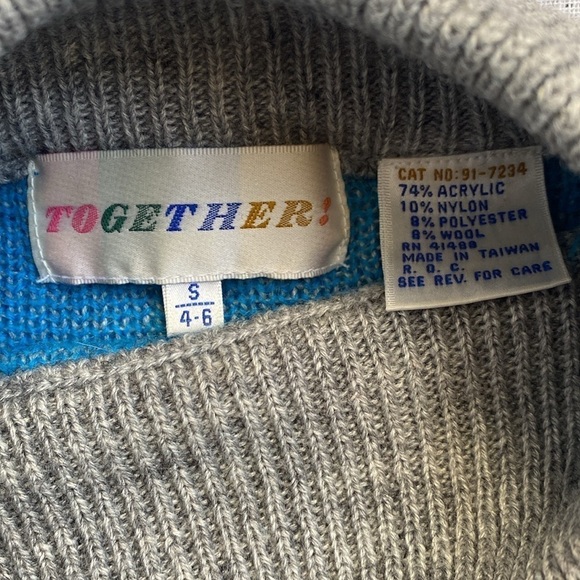 TOGETHER!
S
4-6
CAT NO: 91-7234
74% ACRYLIC
10% NYLON
8% POLYESTER
8% WOOL
RN 41498
MADE IN TAIWAN
R. O. C.
SEE REV. FOR CARE